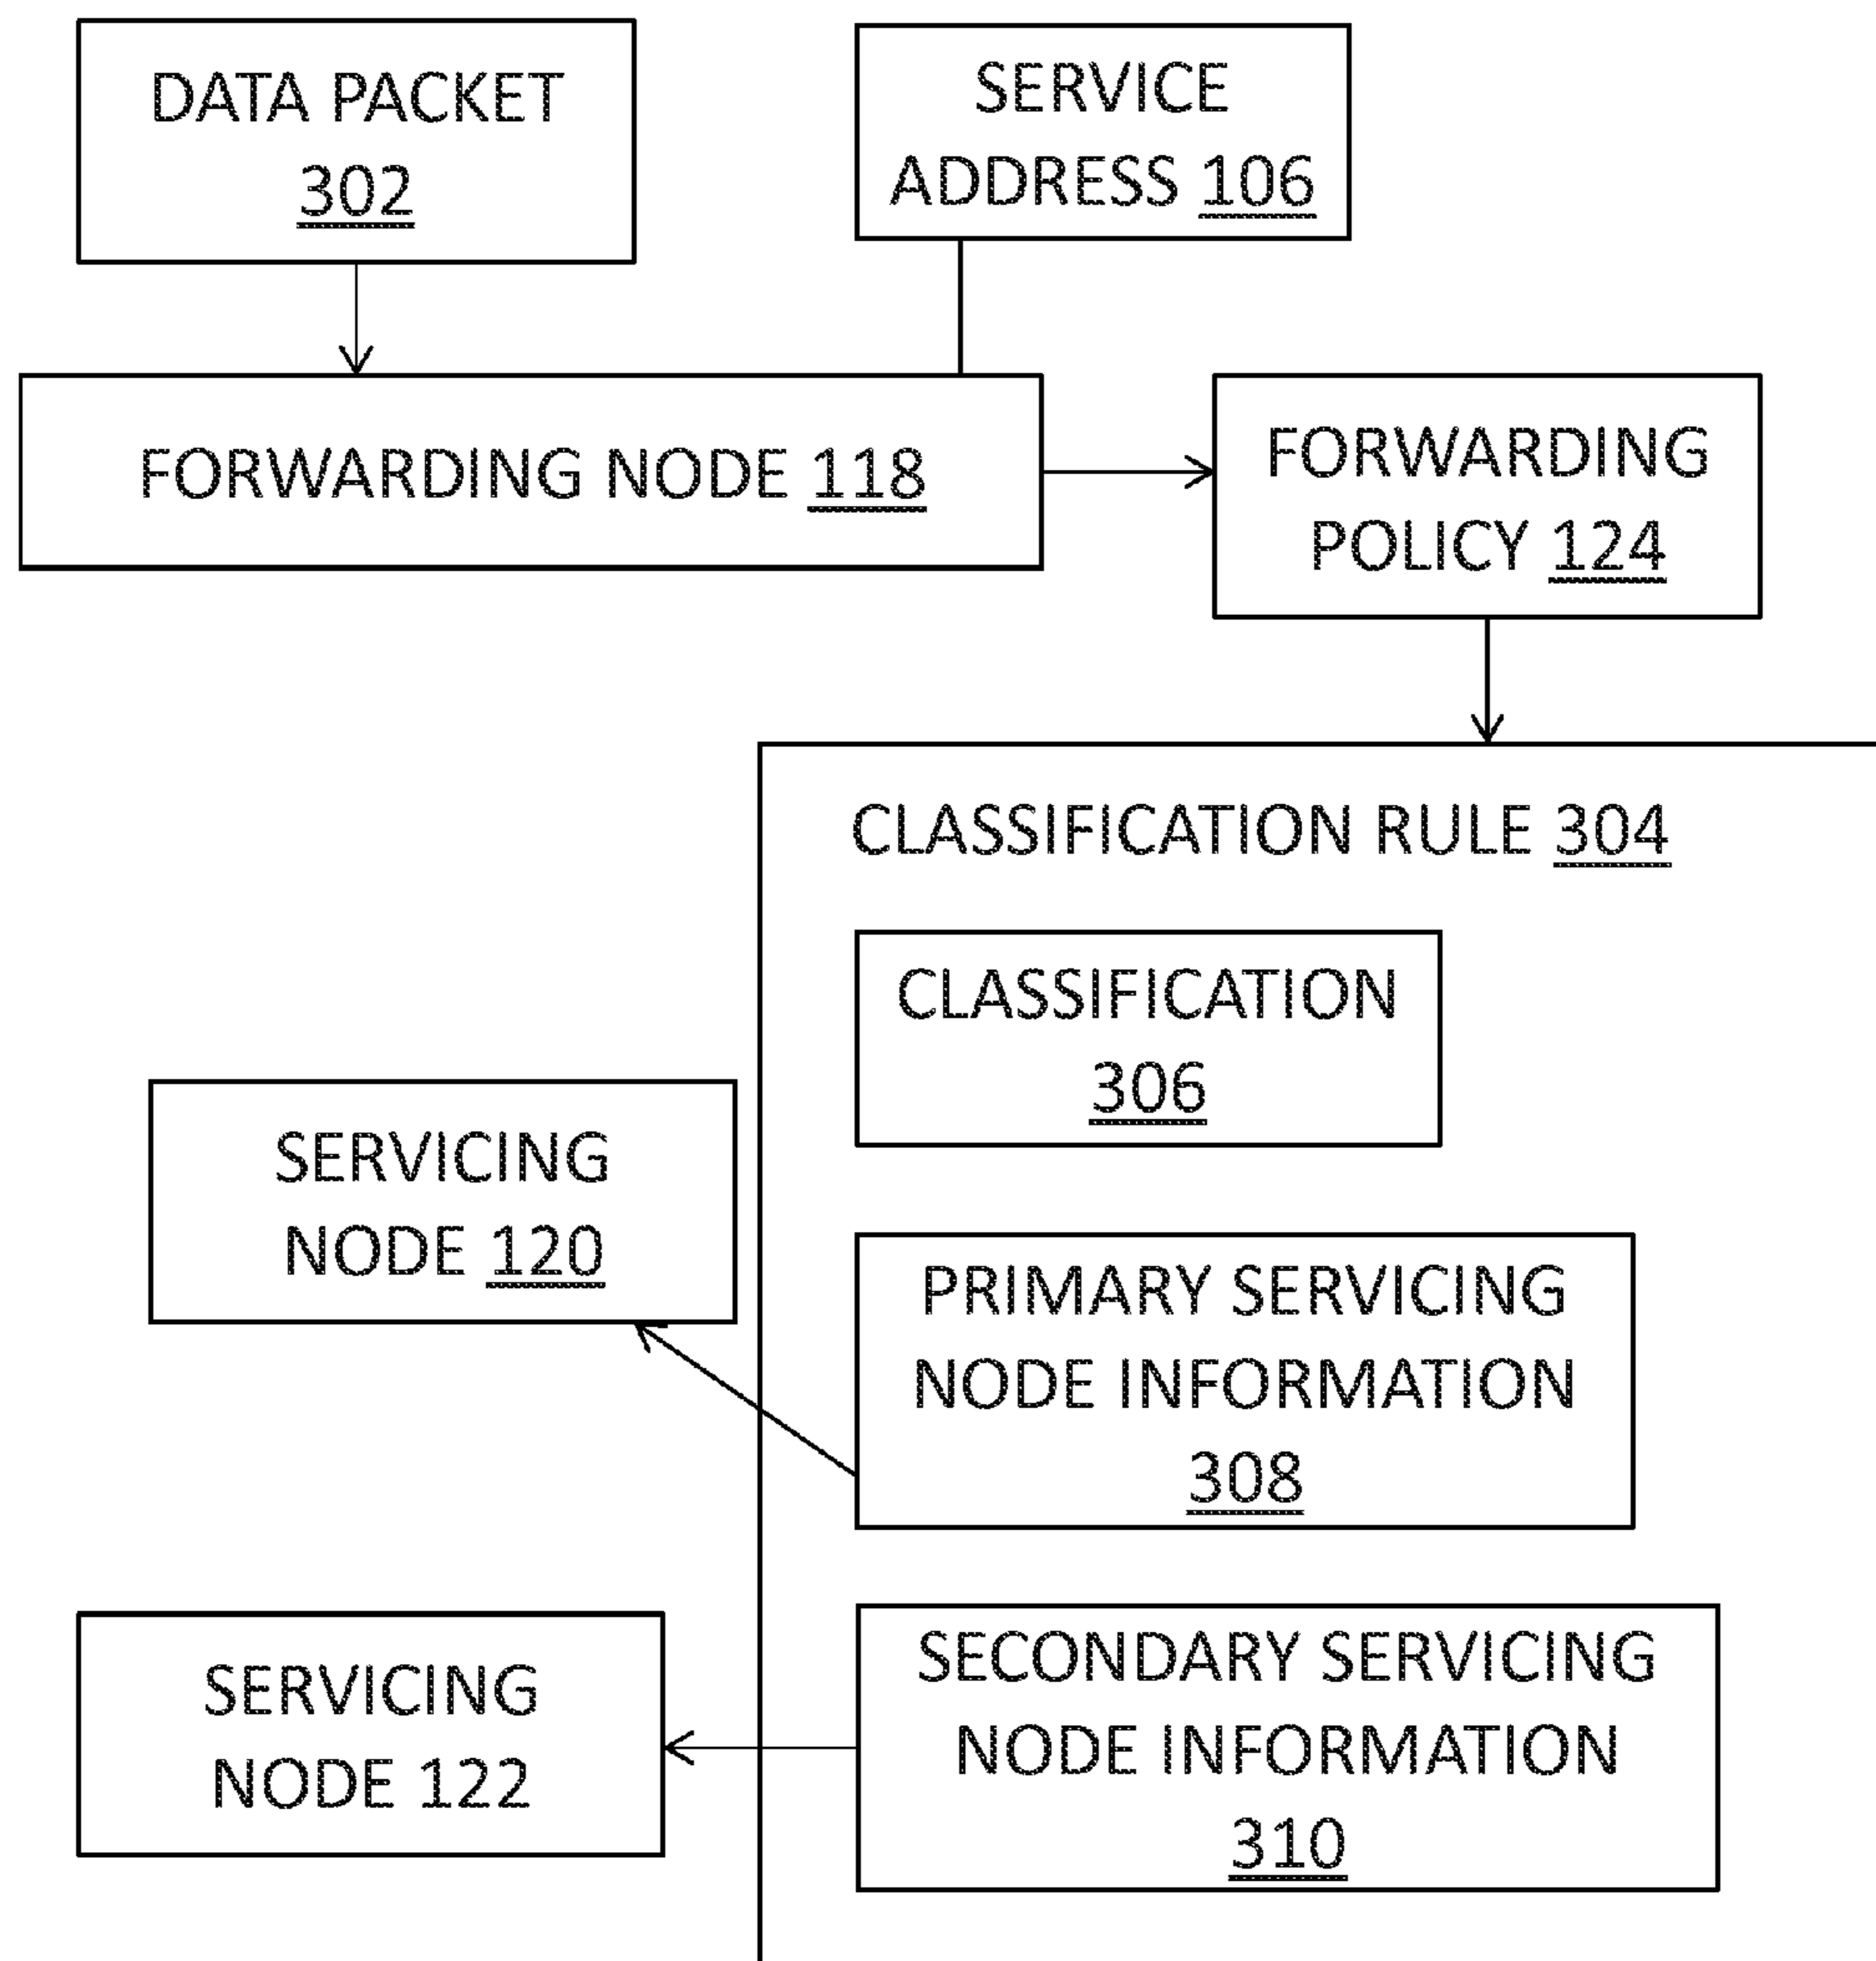 DATA PACKET
302
SERVICE
ADDRESS 106
FORWARDING NODE 118
FORWARDING
POLICY 124
CLASSIFICATION RULE 304
CLASSIFICATION
306
SERVICING
NODE 120
PRIMARY SERVICING
NODE INFORMATION
308
SERVICING
NODE 122
SECONDARY SERVICING
NODE INFORMATION
310